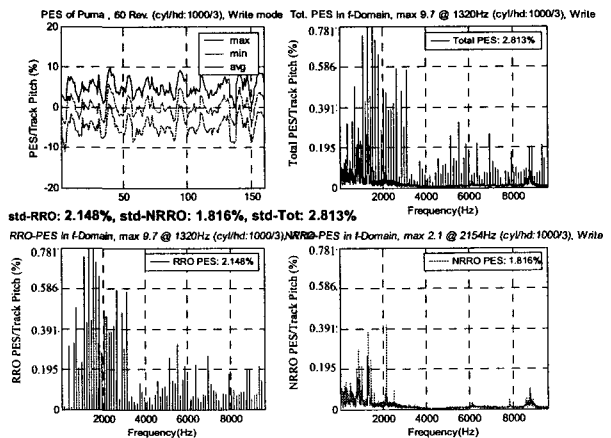 PES of Puma , 60 Rev. (cyl/hd:1000/3), Write mode
Tot. PES in f-Domain, max 9.7 @ 1320Hz (cyl/hd:1000/3), Write
PES/Track Pitch (%)
20
10
0
-10
-20
max
min
avg
50
100
150
Total PES/Track Pitch (%)
0.781
0.586
0.391
0.195
0
Total PES: 2.813%
2000
4000
6000
8000
Frequency(Hz)
std-RRO: 2.148%, std-NRRO: 1.816%, std-Tot: 2.813%
RRO-PES in f-Domain, max 9.7 @ 1320Hz (cyl/hd:1000/3),
PES in f-Domain, max 2.1 @ 2154Hz (cyl/hd:1000/3), Write
RRO PES/Track Pitch (%)
0.781
0.586
0.391
0.195
0
RRO PES: 2.148%
2000
4000
6000
8000
Frequency(Hz)
NRRO PES/Track Pitch (%)
0.781
0.586
0.391
0.195
0
NRRO PES: 1.816%
2000
4000
6000
8000
Frequency(Hz)